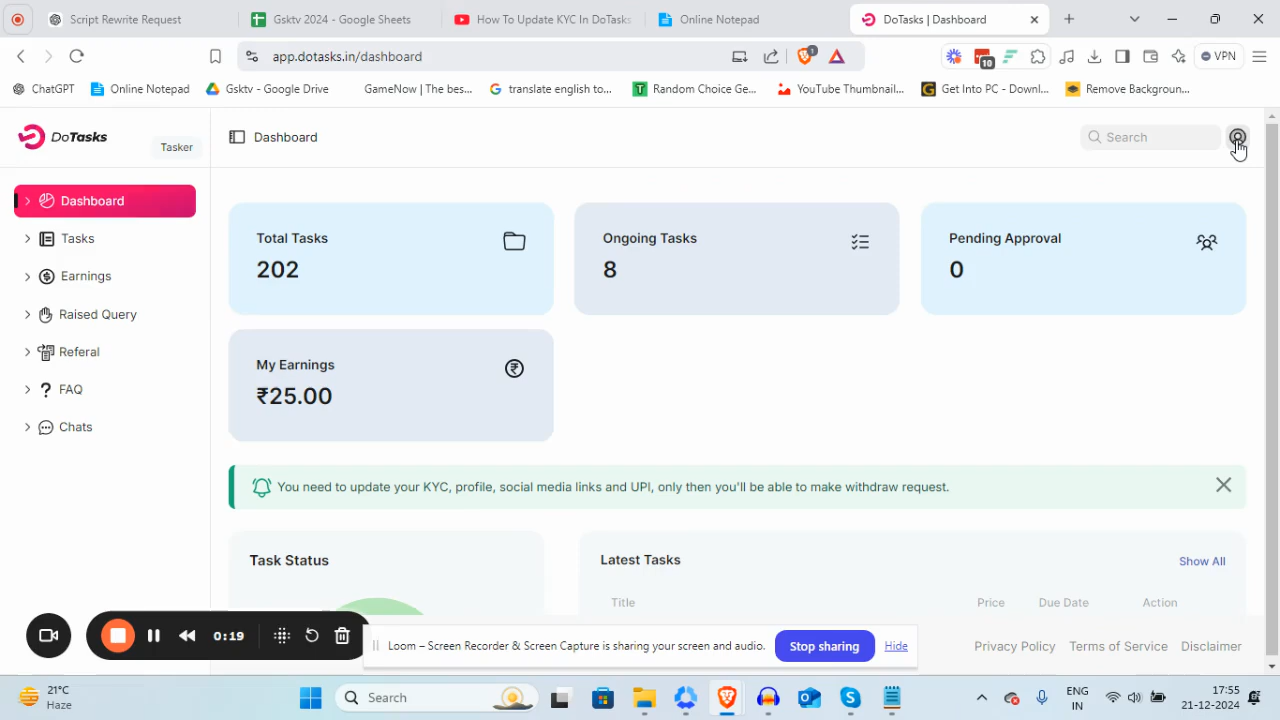 Script Rewrite Request
Gsktv 2024 - Google Sheets
How To Update KYC In DoTasks
Online Notepad
DoTasks | Dashboard
app.dotasks.in/dashboard
1
10
VPN
ChatGPT
Online Notepad
Gsktv - Google Drive
GameNow | The bes...
translate english to...
Random Choice Ge...
YouTube Thumbnail...
Get Into PC - Downl...
Remove Backgroun...
DoTasks
Tasker
Dashboard
Search
Dashboard
Tasks
Earnings
Raised Query
Referal
FAQ
Chats
Total Tasks
202
Ongoing Tasks
8
Pending Approval
0
My Earnings
₹25.00
You need to update your KYC, profile, social media links and UPI, only then you'll be able to make withdraw request.
Task Status
Latest Tasks
Show All
Title
Price
Due Date
Action
0:19
Loom – Screen Recorder & Screen Capture is sharing your screen and audio.
Stop sharing
Hide
Privacy Policy
Terms of Service
Disclaimer
21°C
Haze
Search
ENG
IN
17:55
21-12-2024